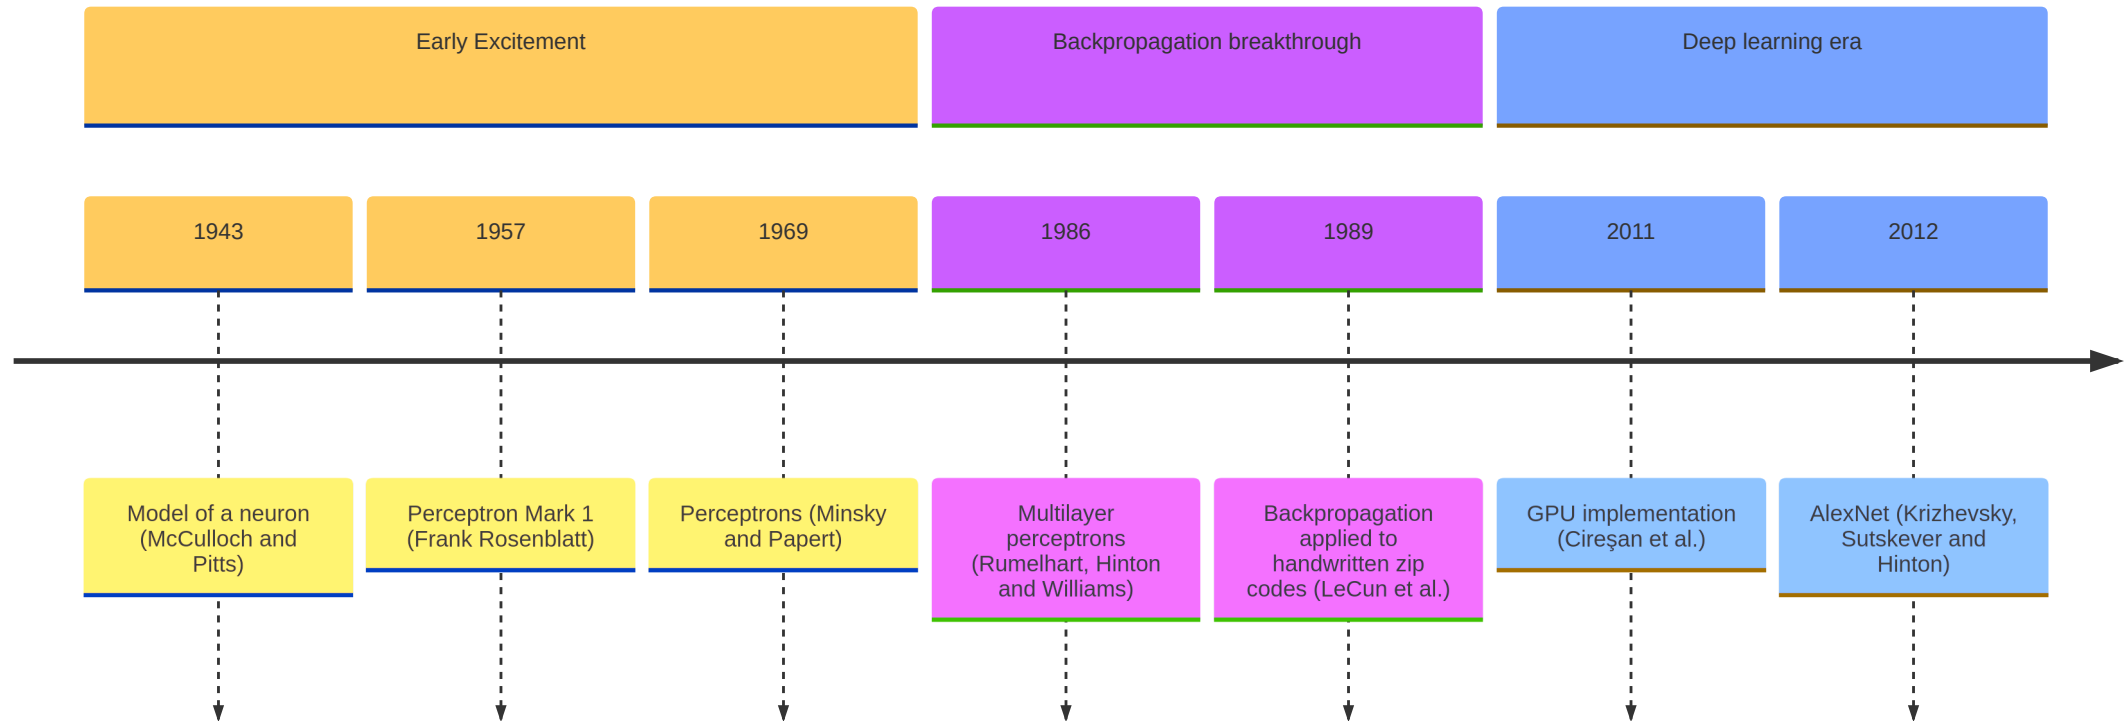 Early Excitement
Backpropagation breakthrough
Deep learning era
1943
1957
1969
1986
1989
2011
2012
Model of a neuron
(McCulloch and
Pitts)
Perceptron Mark 1
(Frank Rosenblatt)
Perceptrons (Minsky
and Papert)
Multilayer
perceptrons
(Rumelhart, Hinton
and Williams)
Backpropagation
applied to
handwritten zip
codes (LeCun et al.)
GPU implementation
(Cireşan et al.)
AlexNet (Krizhevsky,
Sutskever and
Hinton)